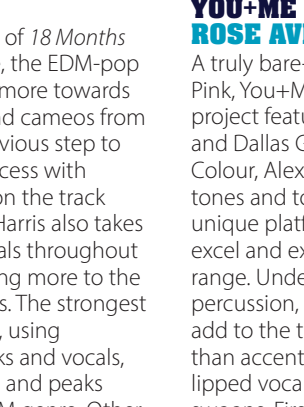 of 18 Months
, the EDM-pop
more towards
d cameos from
vious step to
cess with
on the track
Harris also takes
als throughout
ng more to the
s. The strongest
, using
ks and vocals,
and peaks
YOU+ME
ROSE AV
A truly bare-
Pink, You+M
project featu
and Dallas G
Colour, Alex
tones and to
unique platf
excel and ex
range. Unde
percussion,
add to the t
than accent
lipped voca